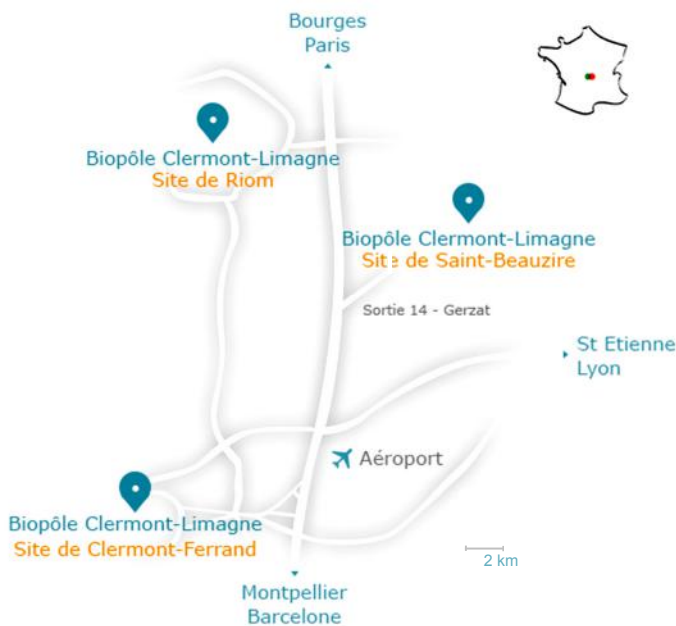 Bourges
Paris
Biopôle Clermont-Limagne
Site de Riom
Biopôle Clermont-Limagne
Site de Saint-Beauzire
Sortie 14 - Gerzat
St Etienne
Lyon
Aéroport
Biopôle Clermont-Limagne
Site de Clermont-Ferrand
2 km
Montpellier
Barcelone